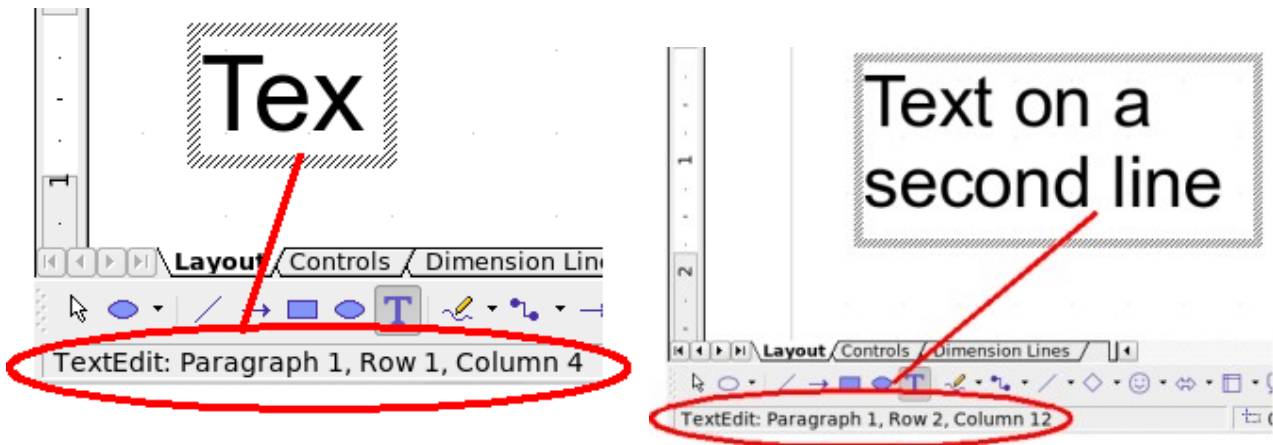 Tex
1
Layout Controls Dimension Line
T
TextEdit: Paragraph 1, Row 1, Column 4
Text on a
second line
1
2
Layout Controls Dimension Lines
T
TextEdit: Paragraph 1, Row 2, Column 12